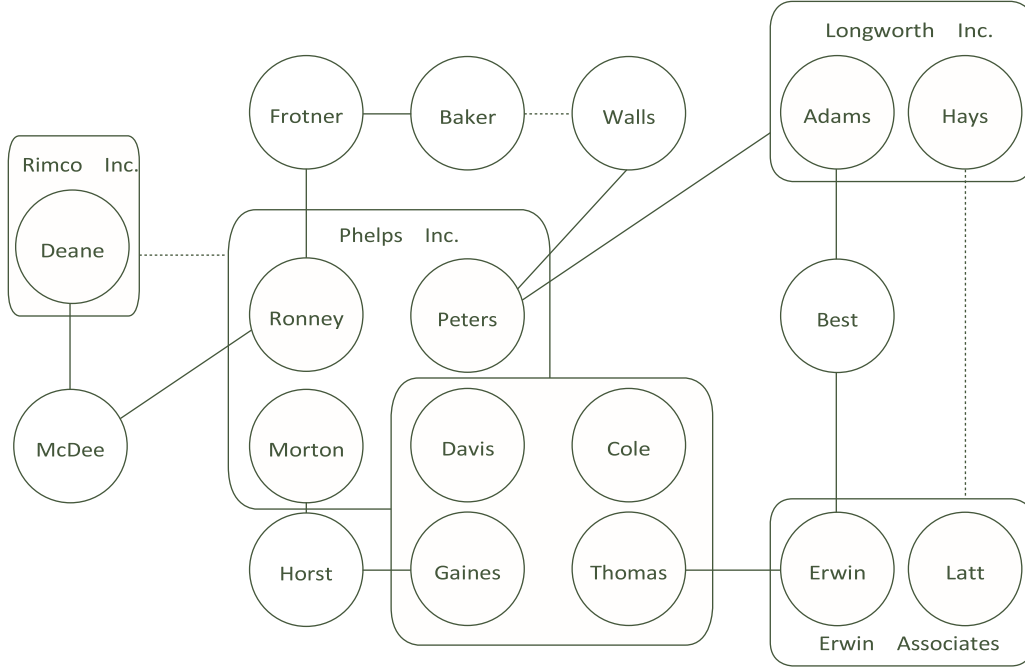 Longworth Inc.
Frotner
Baker
Walls
Adams
Hays
Rimco Inc.
Deane
Phelps Inc.
Ronney
Peters
Best
McDee
Morton
Davis
Cole
Horst
Gaines
Thomas
Erwin
Latt
Erwin Associates